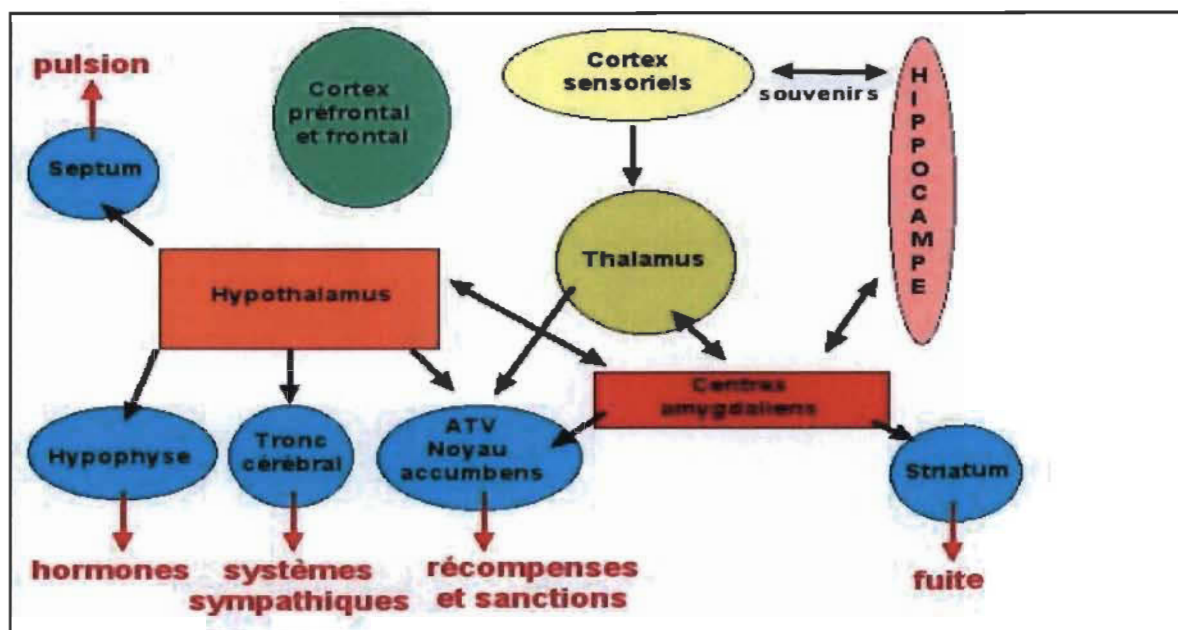 pulsion
Septum
Cortex
préfrontal
et frontal
Cortex
sensoriels
souvenirs
HIPPOCAMPE
Thalamus
Hypothalamus
Centres
amygdaliens
Hypophyse
Tronc
cérébral
ATV
Noyau
accumbens
Striatum
hormones
systèmes
sympathiques
récompenses
et sanctions
fuite